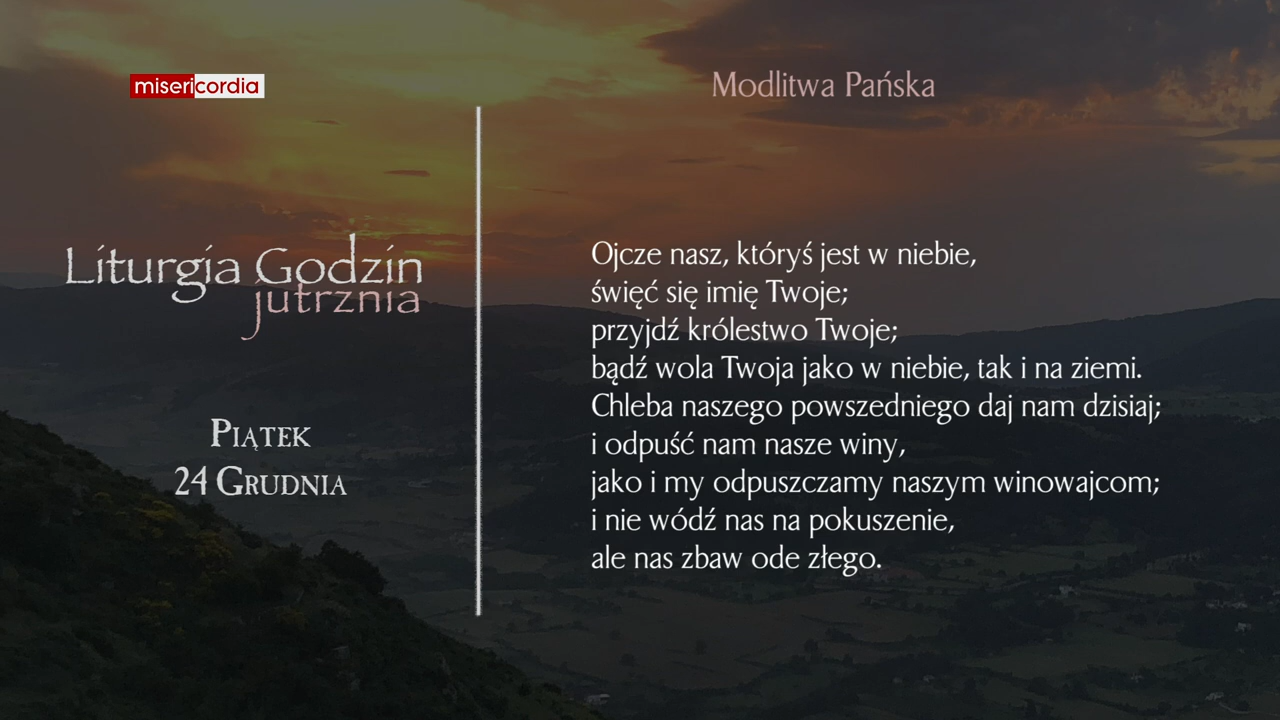 misericordia
Liturgia Godzin
jutrznia
Piątek
24 Grudnia
Modlitwa Pańska
Ojcze nasz, któryś jest w niebie,
święć się imię Twoje;
przyjdź królestwo Twoje;
bądź wola Twoja jako w niebie, tak i na ziemi.
Chleba naszego powszedniego daj nam dzisiaj;
i odpuść nam nasze winy,
jako i my odpuszczamy naszym winowajcom;
i nie wódź nas na pokuszenie,
ale nas zbaw ode złego.